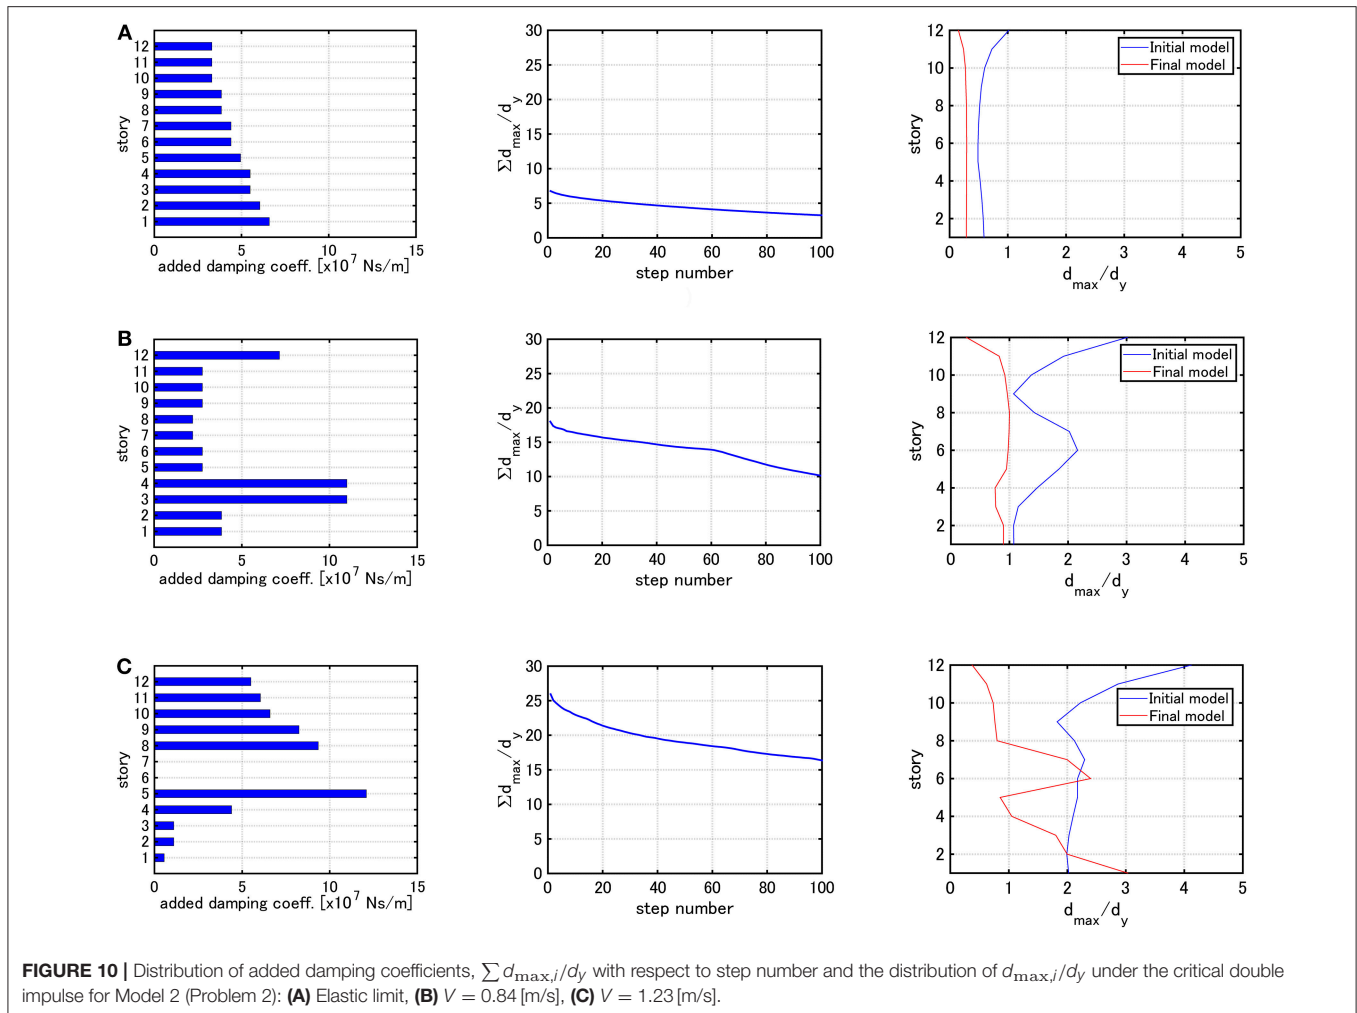 A
12
11
10
9
8
7
6
5
4
3
2
1
story
0 5 10 15
added damping coeff. [x10^7 Ns/m]
30
25
20
15
10
5
0
Σd_max/d_y
20 40 60 80 100
step number
12
10
8
6
4
2
story
Initial model
Final model
0 1 2 3 4 5
d_max/d_y
B
12
11
10
9
8
7
6
5
4
3
2
1
story
0 5 10 15
added damping coeff. [x10^7 Ns/m]
30
25
20
15
10
5
0
Σd_max/d_y
20 40 60 80 100
step number
12
10
8
6
4
2
story
Initial model
Final model
0 1 2 3 4 5
d_max/d_y
C
12
11
10
9
8
7
6
5
4
3
2
1
story
0 5 10 15
added damping coeff. [x10^7 Ns/m]
30
25
20
15
10
5
0
Σd_max/d_y
20 40 60 80 100
step number
12
10
8
6
4
2
story
Initial model
Final model
0 1 2 3 4 5
d_max/d_y
FIGURE 10 | Distribution of added damping coefficients, ∑ d_max,i/d_y with respect to step number and the distribution of d_max,i/d_y under the critical double
impulse for Model 2 (Problem 2): (A) Elastic limit, (B) V = 0.84 [m/s], (C) V = 1.23 [m/s].